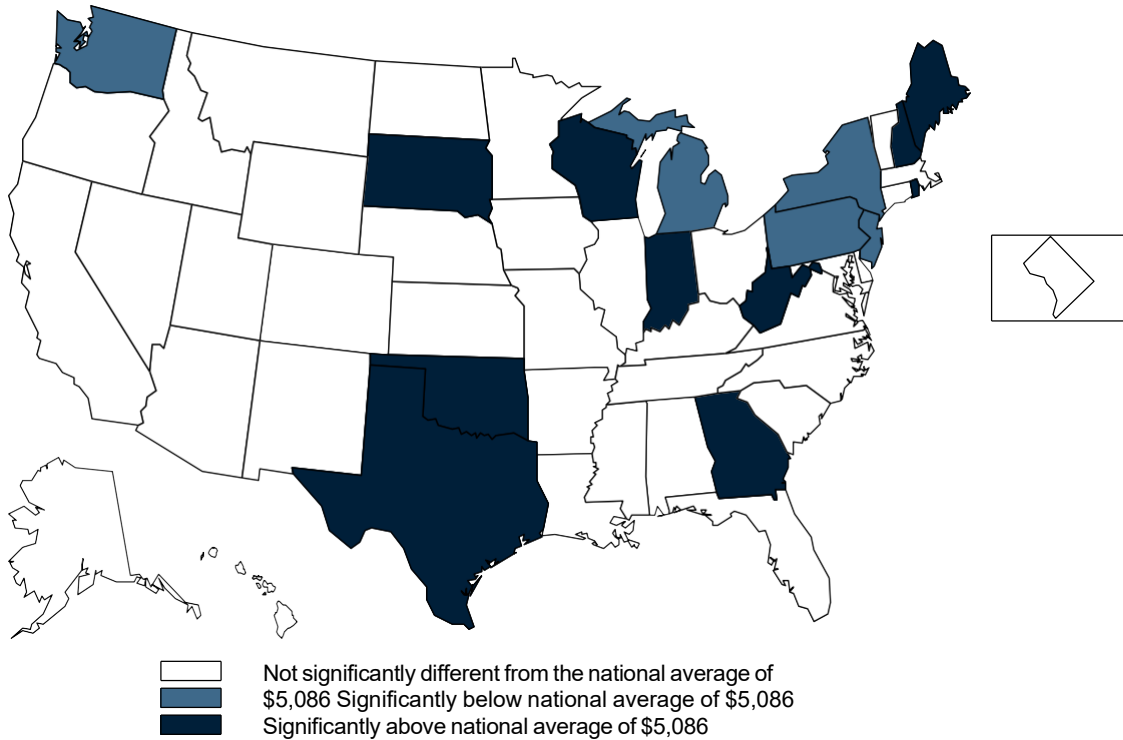 Not significantly different from the national average of
$5,086 Significantly below national average of $5,086
Significantly above national average of $5,086